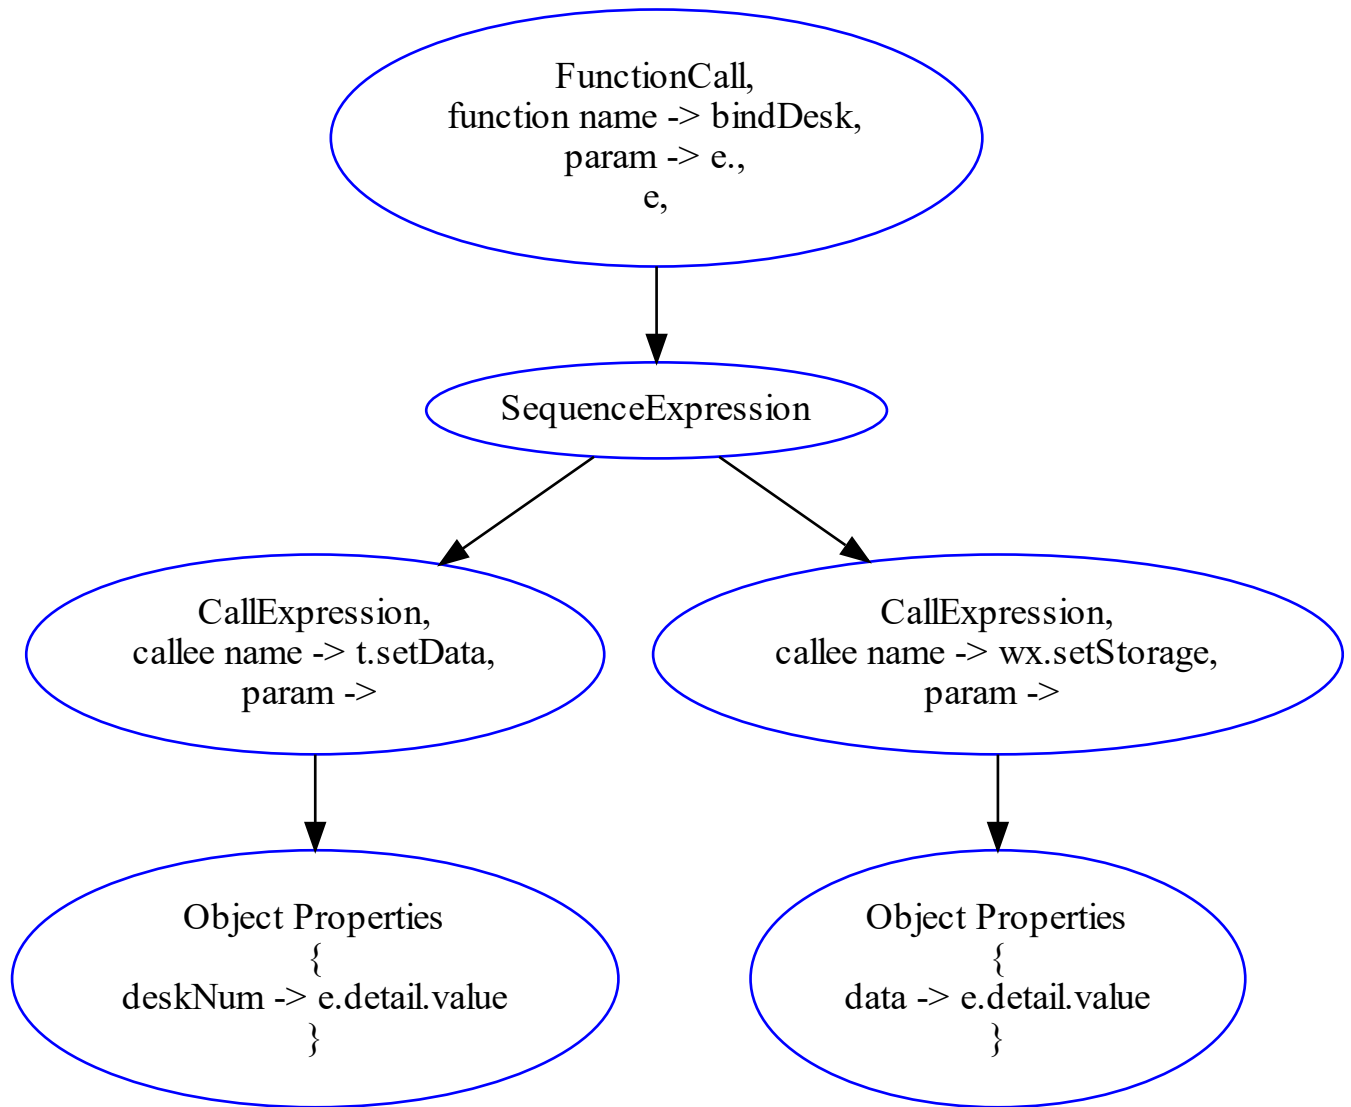 FunctionCall,
function name -> bindDesk,
param -> e.,
e,
SequenceExpression
CallExpression,
callee name -> t.setData,
param ->
CallExpression,
callee name -> wx.setStorage,
param ->
Object Properties
{
deskNum -> e.detail.value
}
Object Properties
{
data -> e.detail.value
}